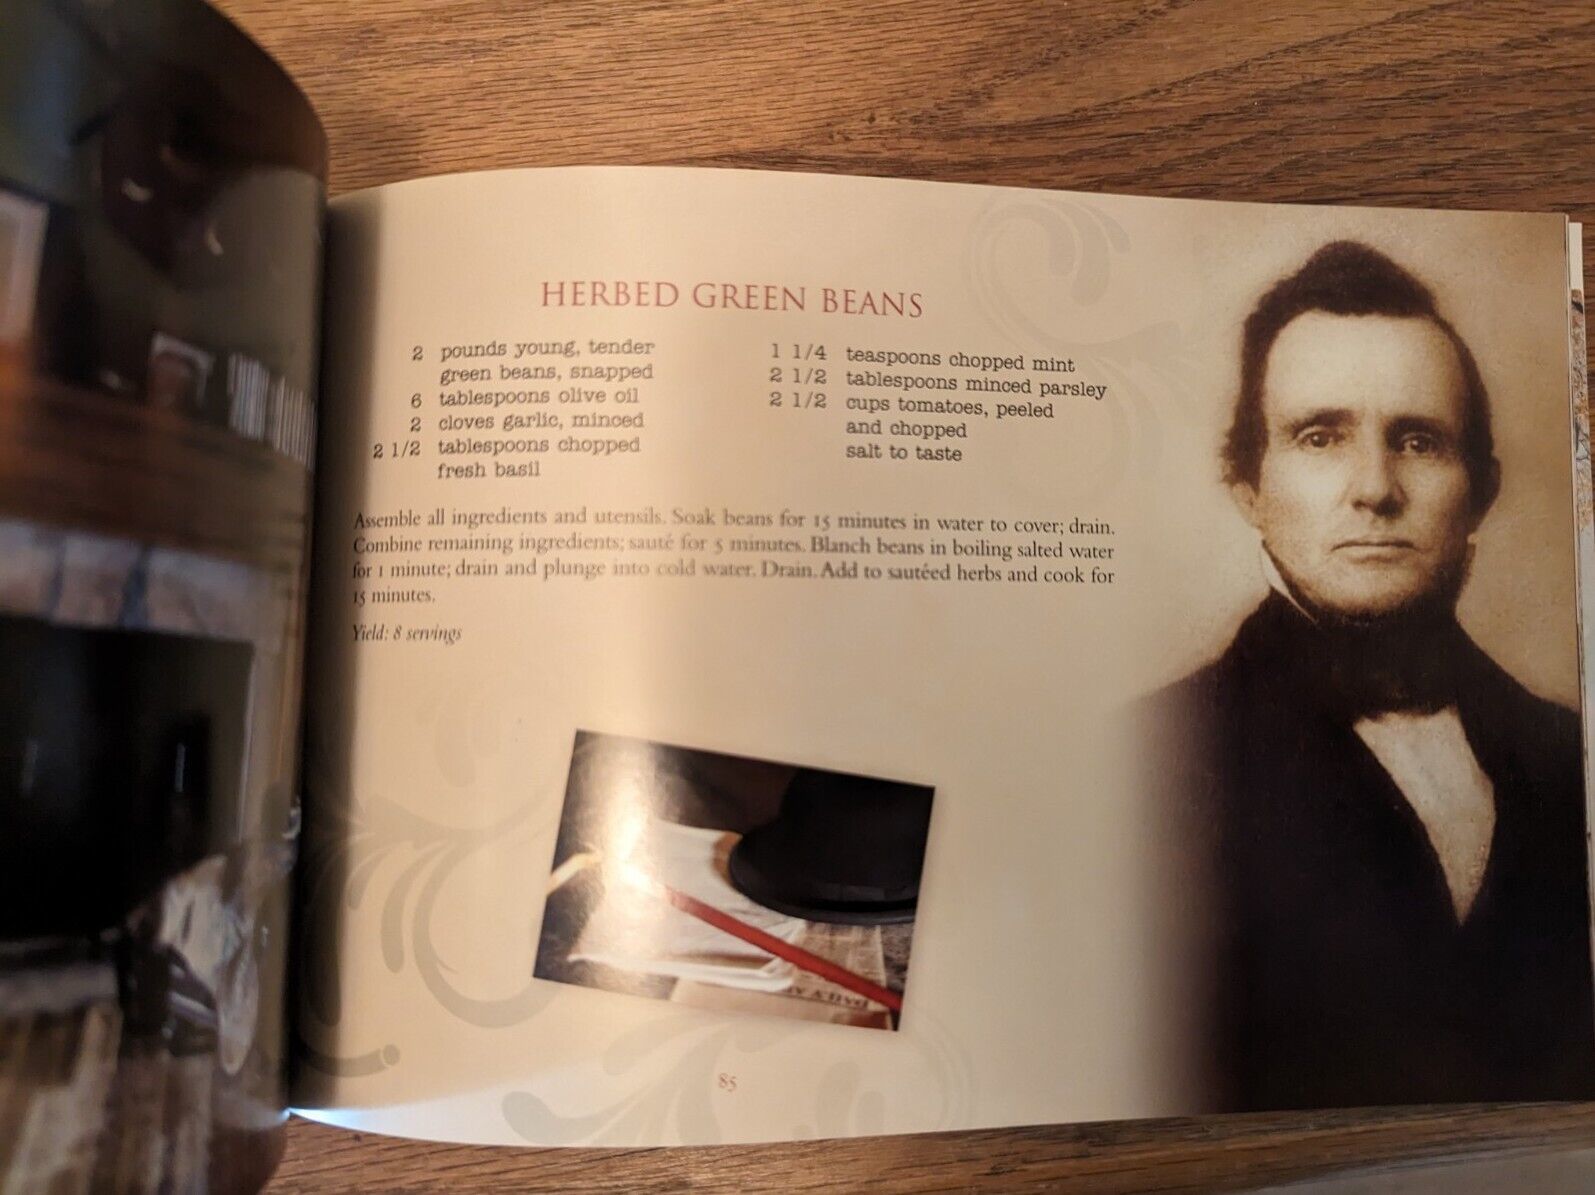 HERBED GREEN BEANS
2 pounds young, tender
green beans, snapped
6 tablespoons olive oil
2 cloves garlic, minced
2 1/2 tablespoons chopped
fresh basil
1 1/4 teaspoons chopped mint
2 1/2 tablespoons minced parsley
2 1/2 cups tomatoes, peeled
and chopped
salt to taste
Assemble all ingredients and utensils. Soak beans for 15 minutes in water to cover; drain.
Combine remaining ingredients; sauté for 5 minutes. Blanch beans in boiling salted water
for 1 minute; drain and plunge into cold water. Drain. Add to sautéed herbs and cook for
15 minutes.
Yield: 8 servings
85